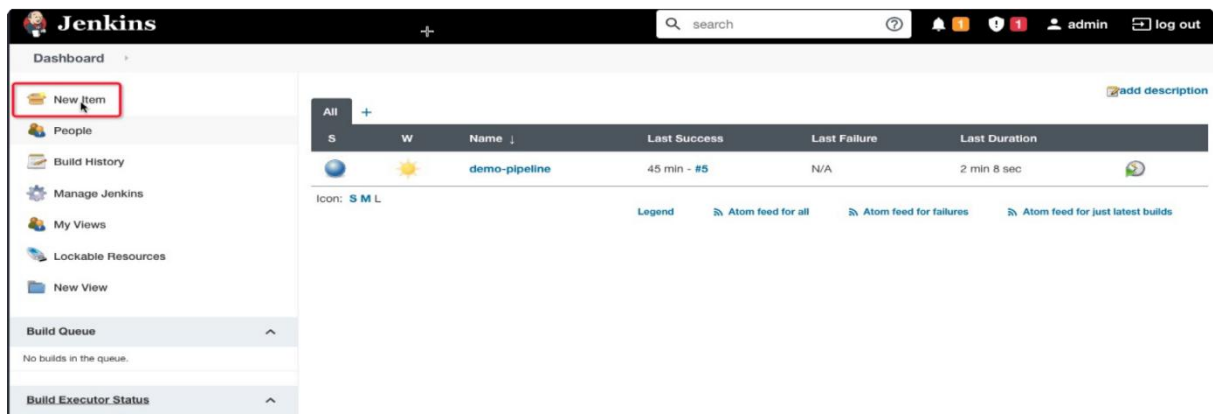 Jenkins
search
1
1
admin
log out
Dashboard
New Item
People
Build History
Manage Jenkins
My Views
Lockable Resources
New View
Build Queue
No builds in the queue.
Build Executor Status
add description
All +
S W Name ↓ Last Success Last Failure Last Duration
demo-pipeline 45 min - #5 N/A 2 min 8 sec
Icon: S M L
Legend Atom feed for all Atom feed for failures Atom feed for just latest builds